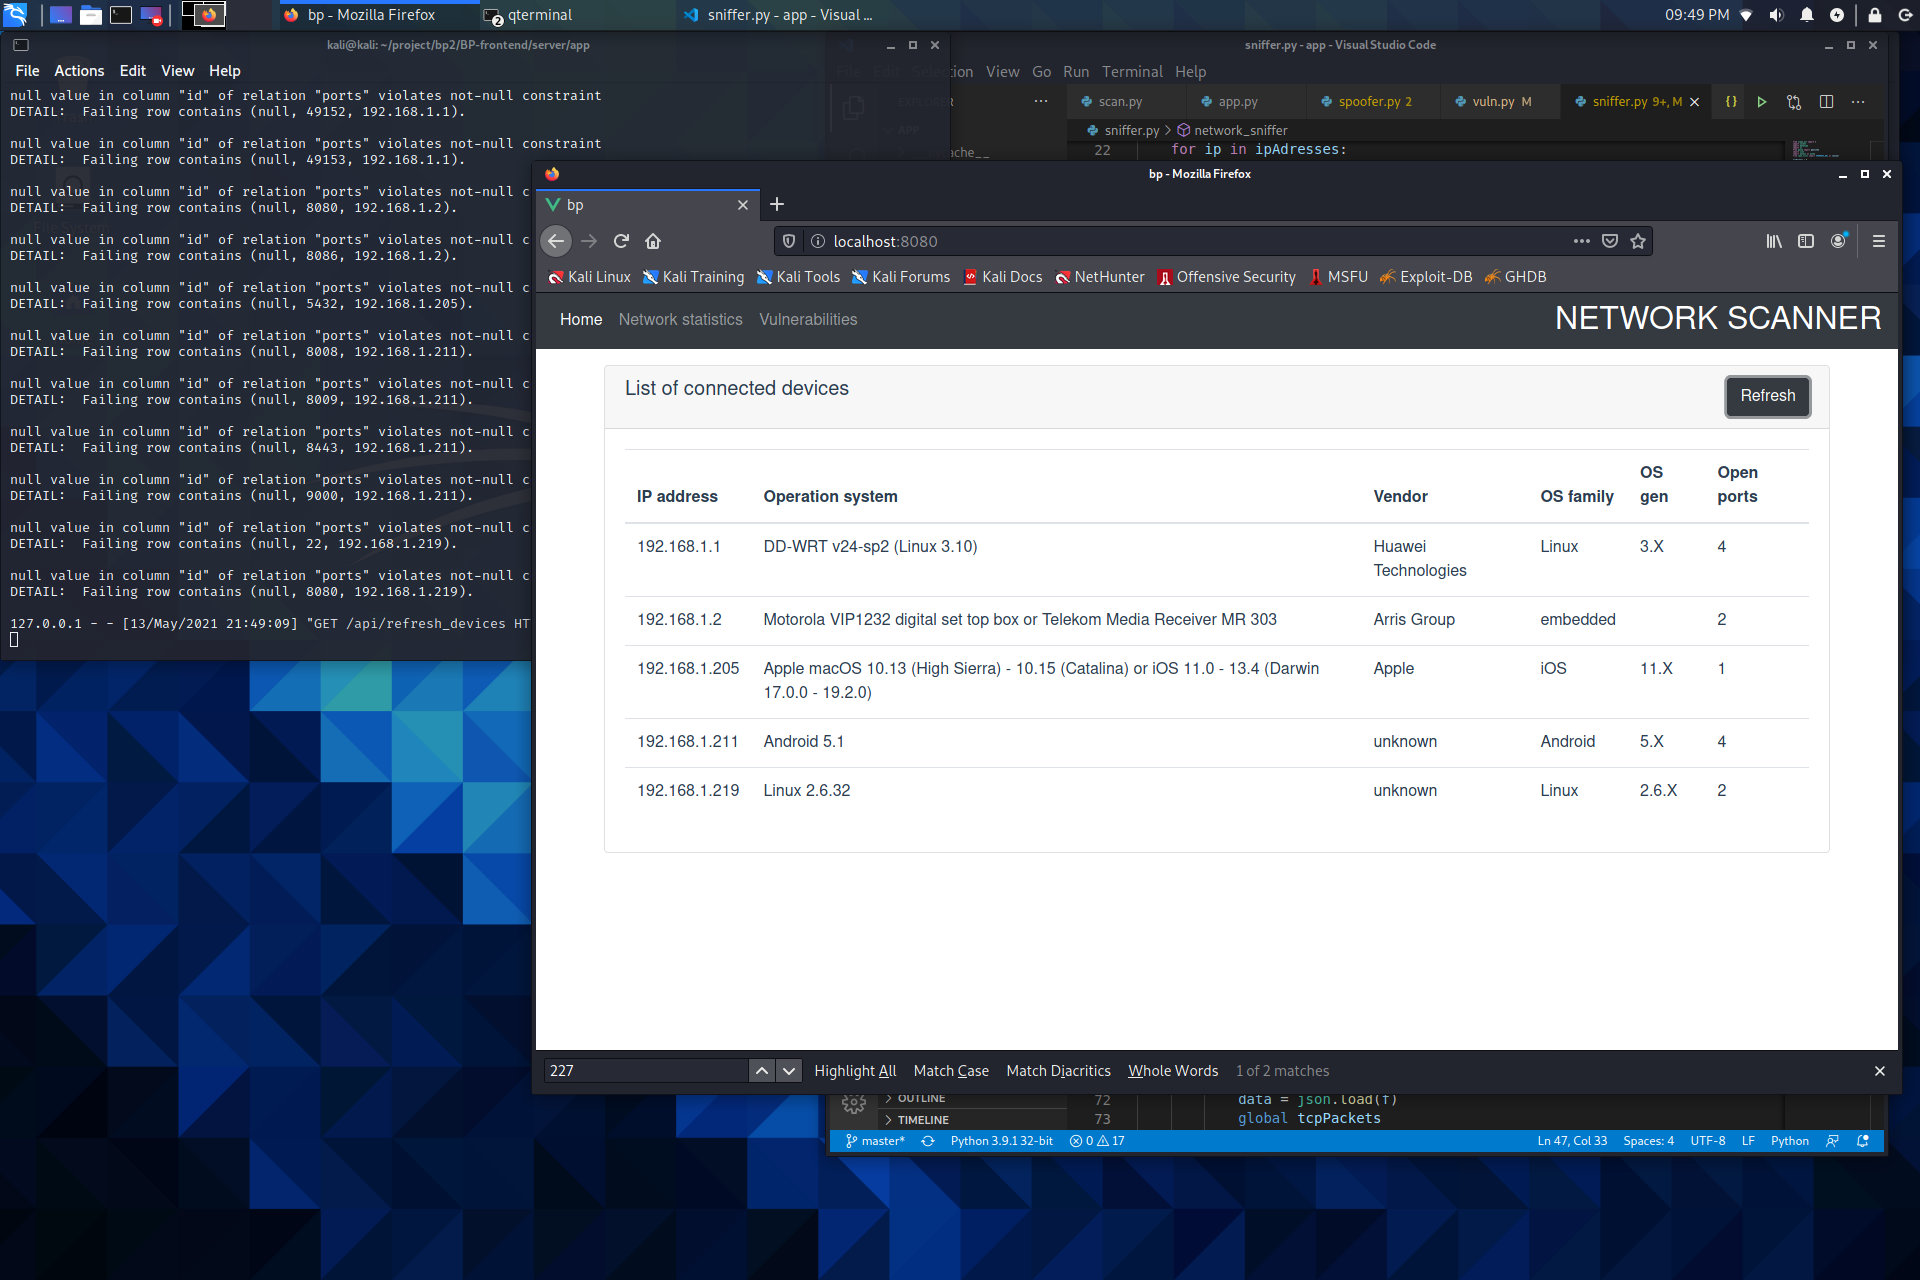 bp - Mozilla Firefox
qterminal
2
sniffer.py - app - Visual ...
09:49 PM
kali@kali: ~/project/bp2/BP-frontend/server/app
File Actions Edit View Help
null value in column "id" of relation "ports" violates not-null constraint
DETAIL:  Failing row contains (null, 49152, 192.168.1.1).
null value in column "id" of relation "ports" violates not-null constraint
DETAIL:  Failing row contains (null, 49153, 192.168.1.1).
null value in column "id" of relation "ports" violates not-null c
DETAIL:  Failing row contains (null, 8080, 192.168.1.2).
null value in column "id" of relation "ports" violates not-null c
DETAIL:  Failing row contains (null, 8086, 192.168.1.2).
null value in column "id" of relation "ports" violates not-null c
DETAIL:  Failing row contains (null, 5432, 192.168.1.205).
null value in column "id" of relation "ports" violates not-null c
DETAIL:  Failing row contains (null, 8008, 192.168.1.211).
null value in column "id" of relation "ports" violates not-null c
DETAIL:  Failing row contains (null, 8009, 192.168.1.211).
null value in column "id" of relation "ports" violates not-null c
DETAIL:  Failing row contains (null, 8443, 192.168.1.211).
null value in column "id" of relation "ports" violates not-null c
DETAIL:  Failing row contains (null, 9000, 192.168.1.211).
null value in column "id" of relation "ports" violates not-null c
DETAIL:  Failing row contains (null, 22, 192.168.1.219).
null value in column "id" of relation "ports" violates not-null c
DETAIL:  Failing row contains (null, 8080, 192.168.1.219).
127.0.0.1 - - [13/May/2021 21:49:09] "GET /api/refresh_devices HT
sniffer.py - app - Visual Studio Code
View Go Run Terminal Help
scan.py app.py spoofer.py 2 vuln.py M sniffer.py 9+, M
sniffer.py > network_sniffer
22 for ip in ipAdresses:
bp - Mozilla Firefox
bp
localhost:8080
Kali Linux Kali Training Kali Tools Kali Forums Kali Docs NetHunter Offensive Security MSFU Exploit-DB GHDB
Home Network statistics Vulnerabilities NETWORK SCANNER
List of connected devices
Refresh
IP address Operation system Vendor OS family OS gen Open ports
192.168.1.1 DD-WRT v24-sp2 (Linux 3.10) Huawei Technologies Linux 3.X 4
192.168.1.2 Motorola VIP1232 digital set top box or Telekom Media Receiver MR 303 Arris Group embedded 2
192.168.1.205 Apple macOS 10.13 (High Sierra) - 10.15 (Catalina) or iOS 11.0 - 13.4 (Darwin 17.0.0 - 19.2.0) Apple iOS 11.X 1
192.168.1.211 Android 5.1 unknown Android 5.X 4
192.168.1.219 Linux 2.6.32 unknown Linux 2.6.X 2
227 Highlight All Match Case Match Diacritics Whole Words 1 of 2 matches
OUTLINE
TIMELINE
72 data = json.load(f)
73 global tcpPackets
master* Python 3.9.1 32-bit 0 17 Ln 47, Col 33 Spaces: 4 UTF-8 LF Python